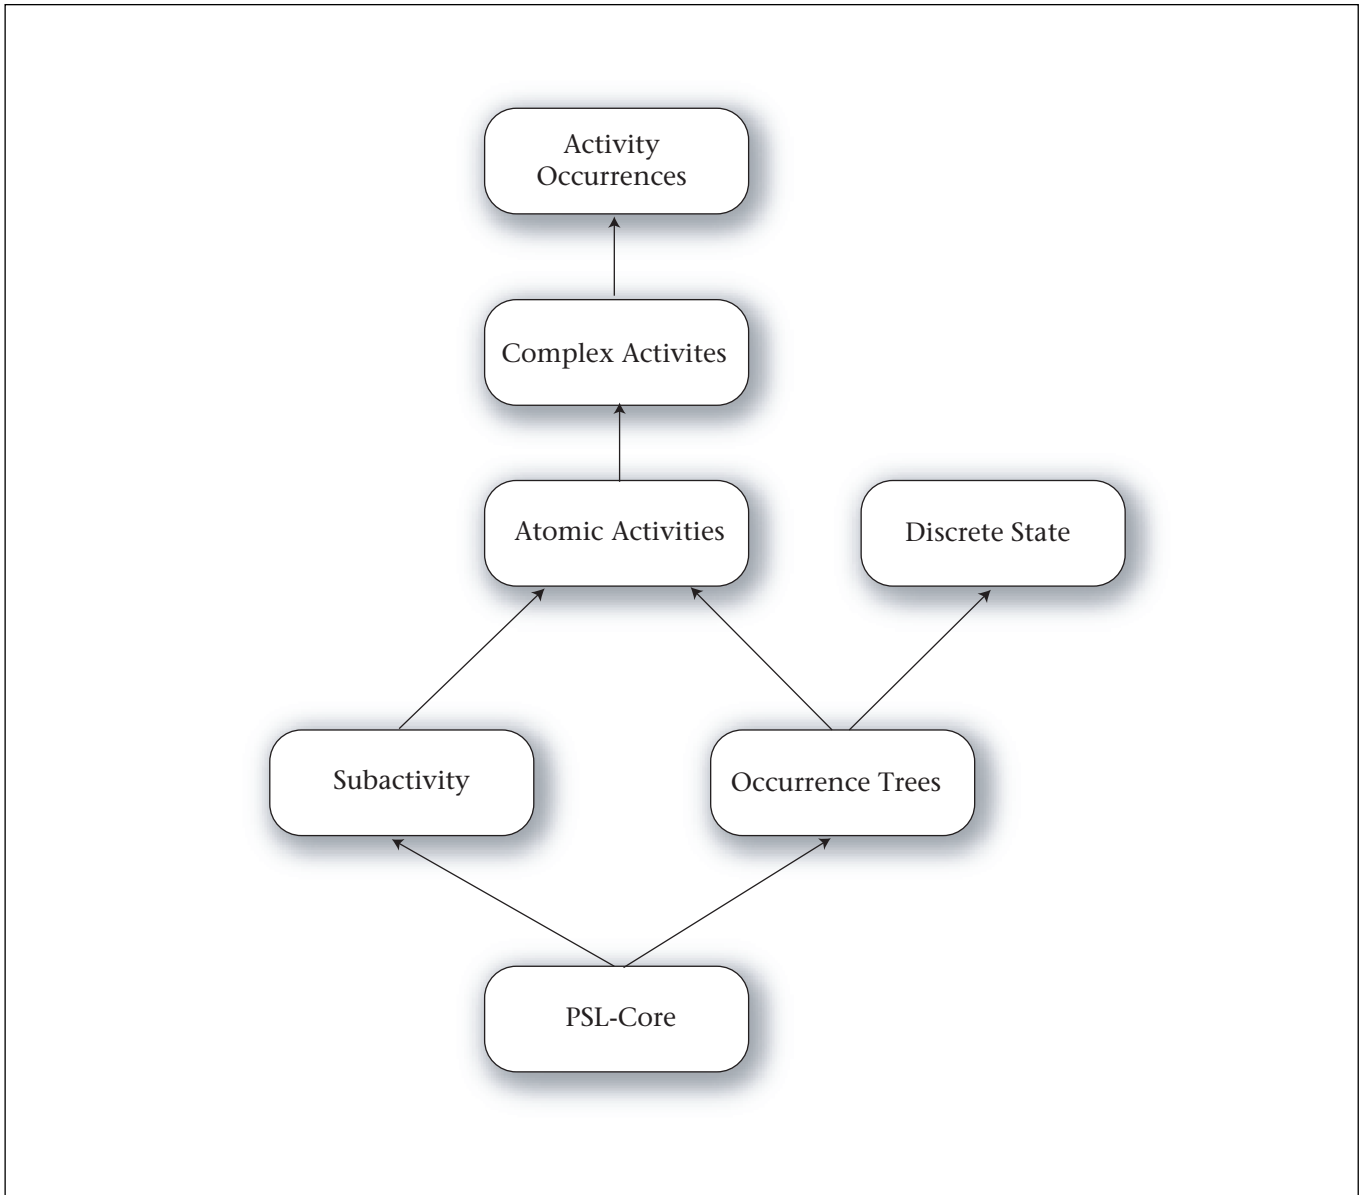 Activity
Occurrences
Complex Activites
Atomic Activities
Discrete State
Subactivity
Occurrence Trees
PSL-Core